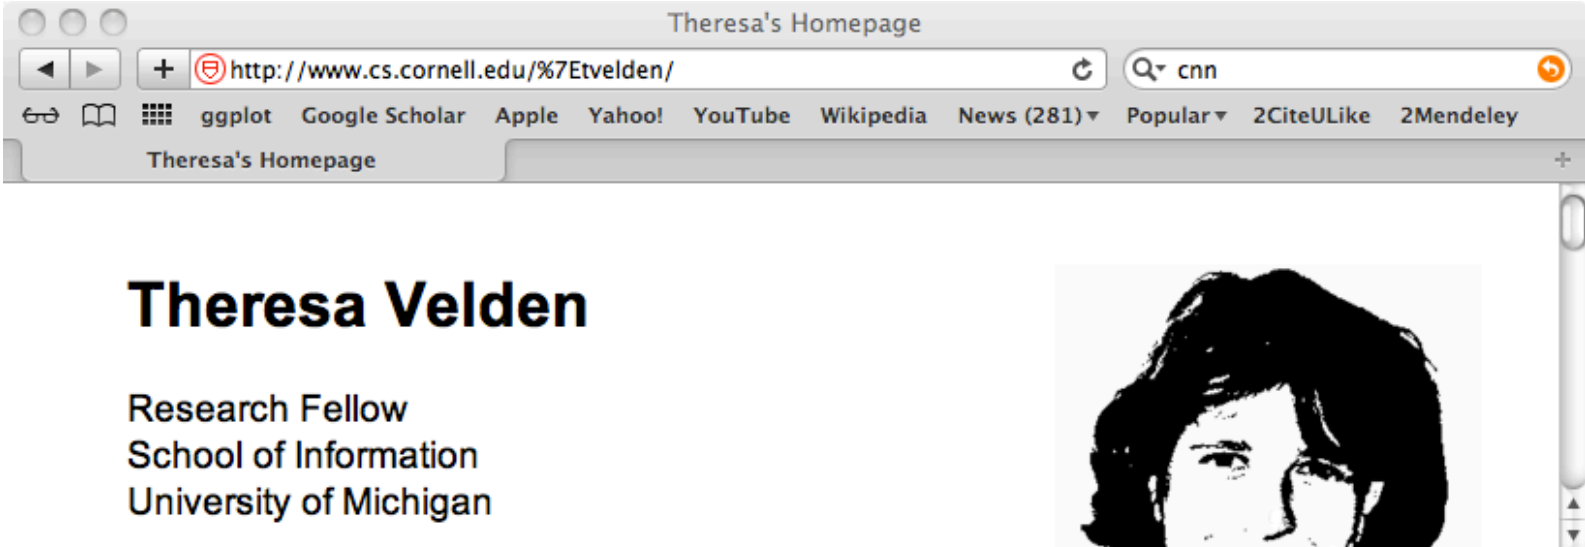 Theresa's Homepage
http://www.cs.cornell.edu/%7Etvelden/ cnn
ggplot Google Scholar Apple Yahoo! YouTube Wikipedia News (281) Popular 2CiteULike 2Mendeley
Theresa's Homepage
Theresa Velden
Research Fellow
School of Information
University of Michigan